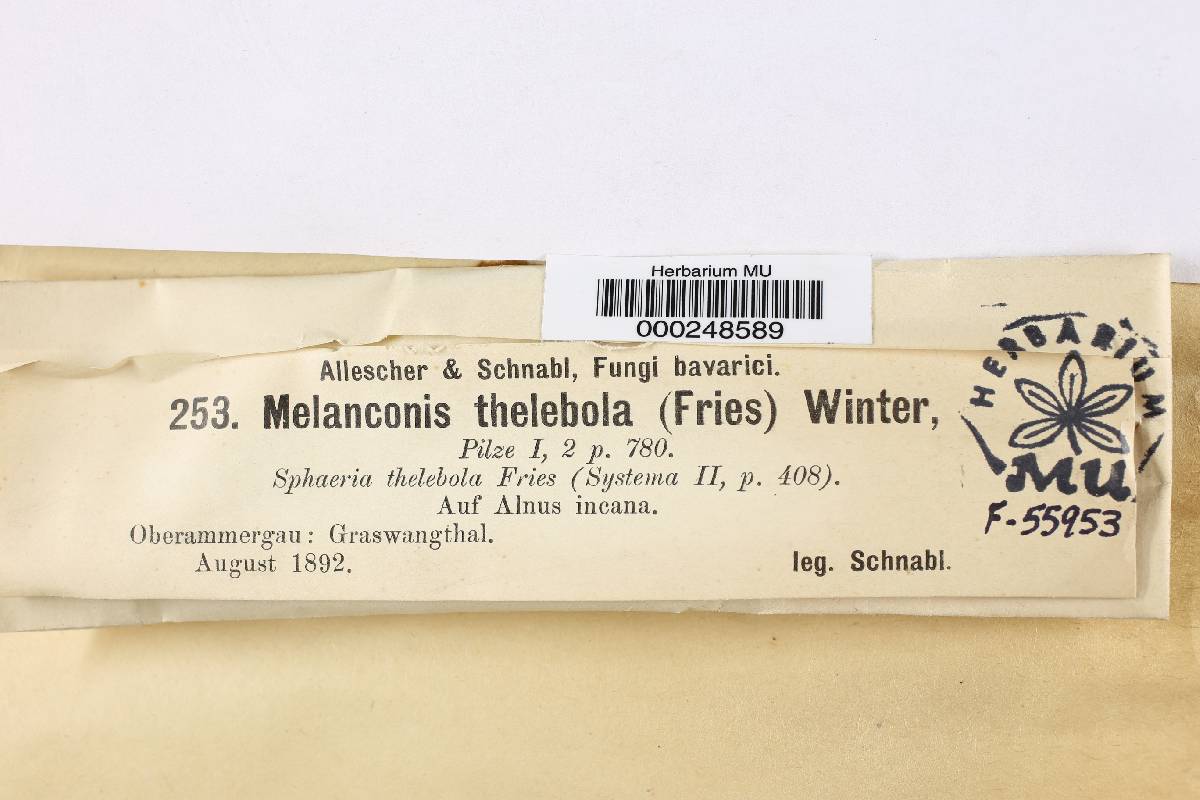 Herbarium MU
000248589
Allescher & Schnabl, Fungi bavarici.
253. Melanconis thelebola (Fries) Winter,
Pilze I, 2 p. 780.
Sphaeria thelebola Fries (Systema II, p. 408).
Auf Alnus incana.
Oberammergau: Graswangthal.
August 1892.
leg. Schnabl.
HERBARIUM
MU
F-55953